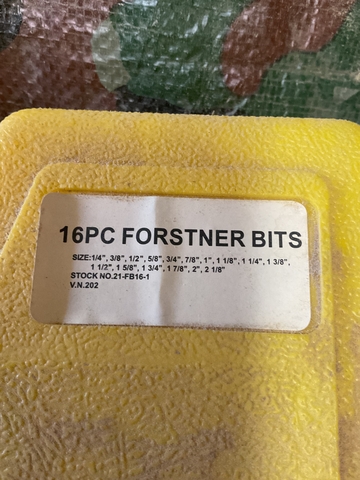 16PC FORSTNER BITS
SIZE:1/4", 3/8", 1/2", 5/8", 3/4", 7/8", 1", 1 1/8", 1 1/4", 1 3/8",
1 1/2", 1 5/8", 1 3/4", 1 7/8", 2", 2 1/8"
STOCK NO.21-FB16-1
V.N.202